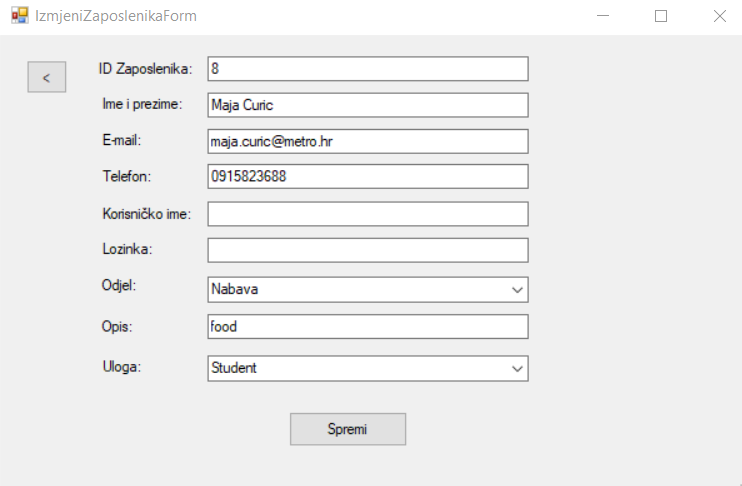 IzmjeniZaposlenikaForm
<
ID Zaposlenika: 8
Ime i prezime: Maja Curic
E-mail: maja.curic@metro.hr
Telefon: 0915823688
Korisničko ime:
Lozinka:
Odjel: Nabava
Opis: food
Uloga: Student
Spremi